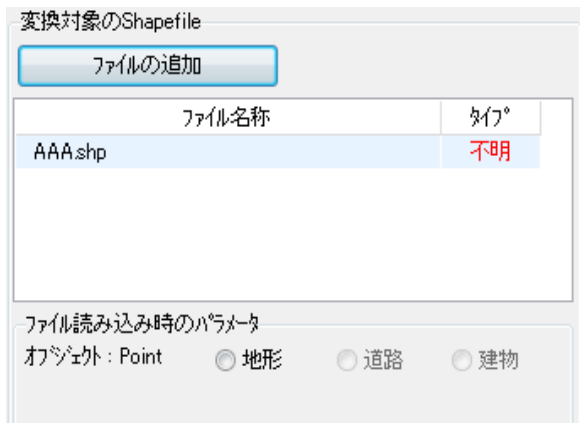 変換対象のShapefile
ファイルの追加
ファイル名称 ﾀｲﾌﾟ
AAA.shp 不明
ﾌｧｲﾙ読み込み時のﾊﾟﾗﾒｰﾀ
ｵﾌﾞｼﾞｪｸﾄ : Point 地形 道路 建物